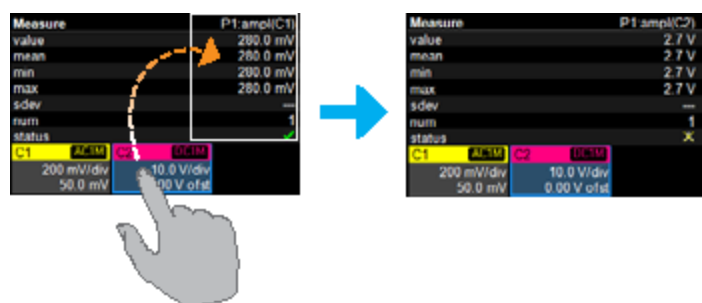 Measure P1:ampl(C1)
value 280.0 mV
mean 280.0 mV
min 280.0 mV
max 280.0 mV
sdev ---
num 1
status
C1 AC1M C2 DC1M
200 mV/div 10.0 V/div
50.0 mV 00 V ofst
Measure P1:ampl(C2)
value 2.7 V
mean 2.7 V
min 2.7 V
max 2.7 V
sdev ---
num 1
status
C1 AC1M C2 DC1M
200 mV/div 10.0 V/div
50.0 mV 0.00 V ofst